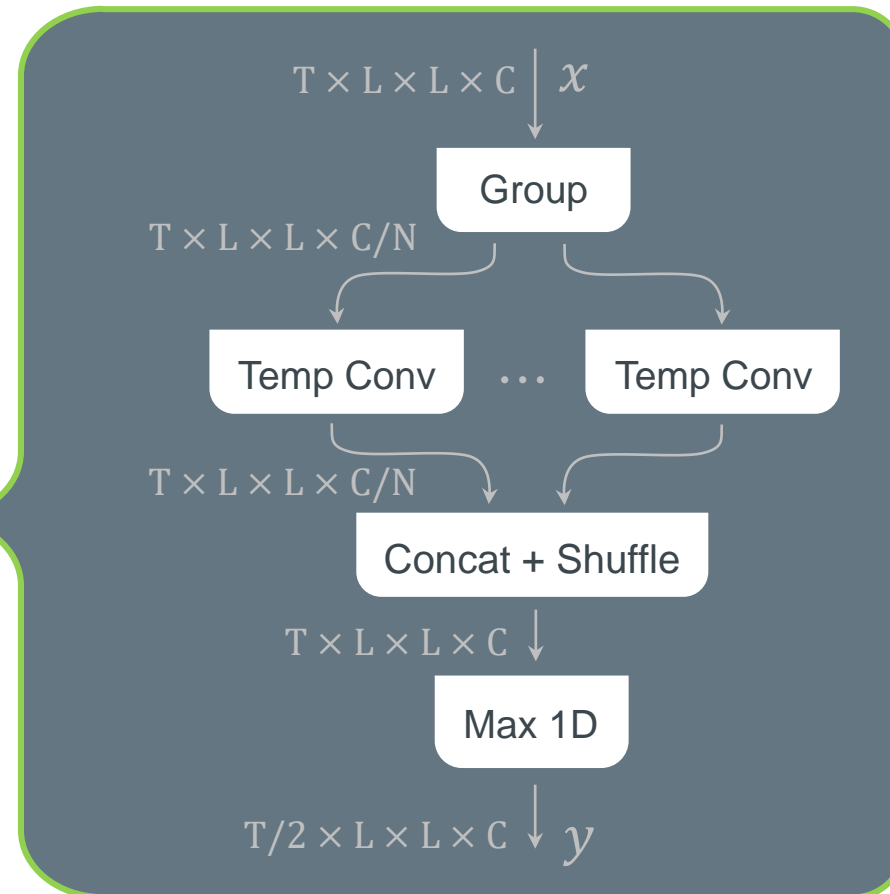 T × L × L × C x
Group
T × L × L × C/N
Temp Conv ... Temp Conv
T × L × L × C/N
Concat + Shuffle
T × L × L × C
Max 1D
T/2 × L × L × C y